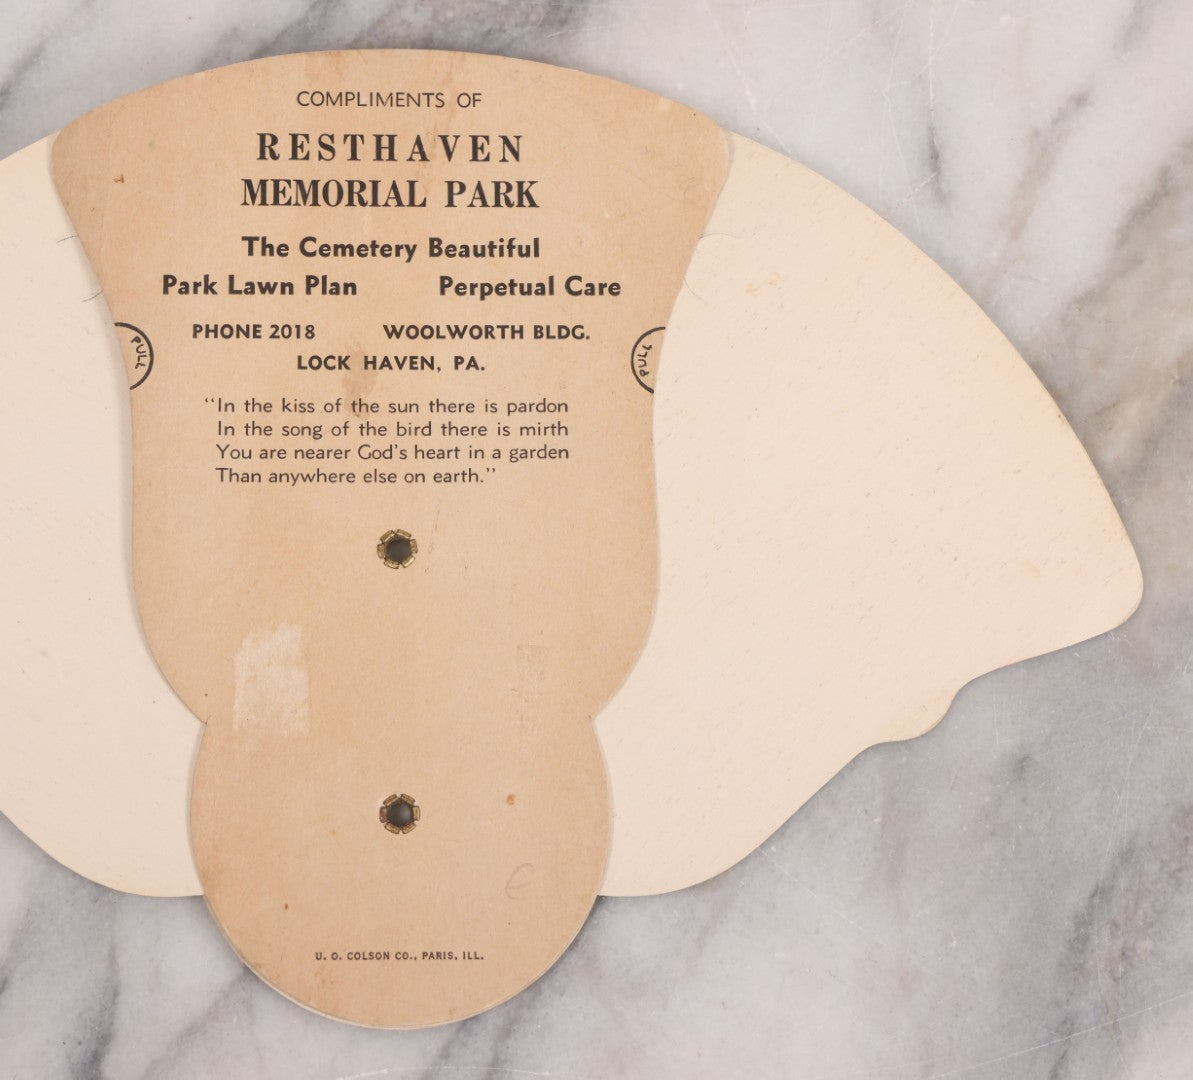 COMPLIMENTS OF
RESTHAVEN
MEMORIAL PARK
The Cemetery Beautiful
Park Lawn Plan Perpetual Care
PHONE 2018 WOOLWORTH BLDG.
LOCK HAVEN, PA.
PULL PULL
“In the kiss of the sun there is pardon
In the song of the bird there is mirth
You are nearer God's heart in a garden
Than anywhere else on earth.”
E
U. O. COLSON CO., PARIS, ILL.